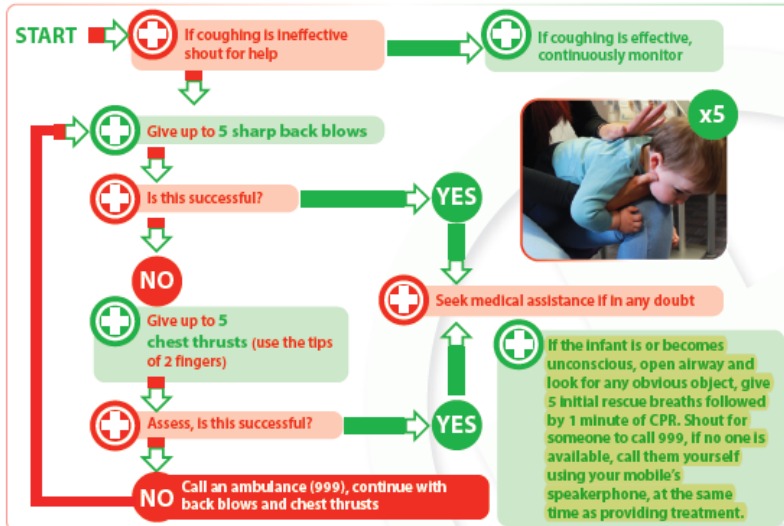 START
If coughing is ineffective
shout for help
If coughing is effective,
continuously monitor
Give up to 5 sharp back blows
x5
Is this successful?
YES
NO
Seek medical assistance if in any doubt
Give up to 5
chest thrusts (use the tips
of 2 fingers)
Assess, is this successful?
YES
NO
Call an ambulance (999), continue with
back blows and chest thrusts
If the infant is or becomes
unconscious, open airway and
look for any obvious object, give
5 initial rescue breaths followed
by 1 minute of CPR. Shout for
someone to call 999, if no one is
available, call them yourself
using your mobile's
speakerphone, at the same
time as providing treatment.